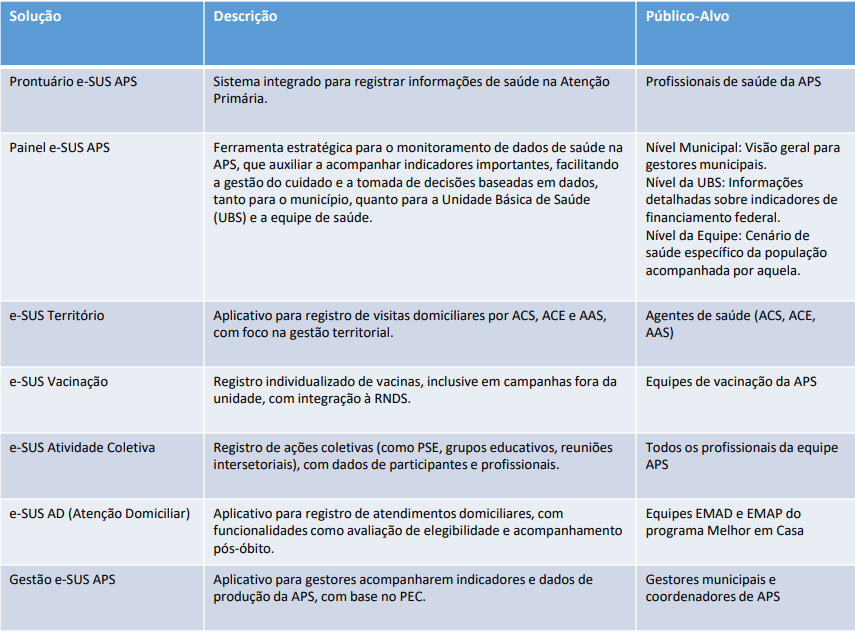 Solução
Descrição
Público-Alvo
Prontuário e-SUS APS
Sistema integrado para registrar informações de saúde na Atenção
Primária.
Profissionais de saúde da APS
Painel e-SUS APS
Ferramenta estratégica para o monitoramento de dados de saúde na
APS, que auxiliar a acompanhar indicadores importantes, facilitando
a gestão do cuidado e a tomada de decisões baseadas em dados,
tanto para o município, quanto para a Unidade Básica de Saúde
(UBS) e a equipe de saúde.
Nível Municipal: Visão geral para
gestores municipais.
Nível da UBS: Informações
detalhadas sobre indicadores de
financiamento federal.
Nível da Equipe: Cenário de
saúde específico da população
acompanhada por aquela.
e-SUS Território
Aplicativo para registro de visitas domiciliares por ACS, ACE e AAS,
com foco na gestão territorial.
Agentes de saúde (ACS, ACE,
AAS)
e-SUS Vacinação
Registro individualizado de vacinas, inclusive em campanhas fora da
unidade, com integração à RNDS.
Equipes de vacinação da APS
e-SUS Atividade Coletiva
Registro de ações coletivas (como PSE, grupos educativos, reuniões
intersetoriais), com dados de participantes e profissionais.
Todos os profissionais da equipe
APS
e-SUS AD (Atenção Domiciliar)
Aplicativo para registro de atendimentos domiciliares, com
funcionalidades como avaliação de elegibilidade e acompanhamento
pós-óbito.
Equipes EMAD e EMAP do
programa Melhor em Casa
Gestão e-SUS APS
Aplicativo para gestores acompanharem indicadores e dados de
produção da APS, com base no PEC.
Gestores municipais e
coordenadores de APS